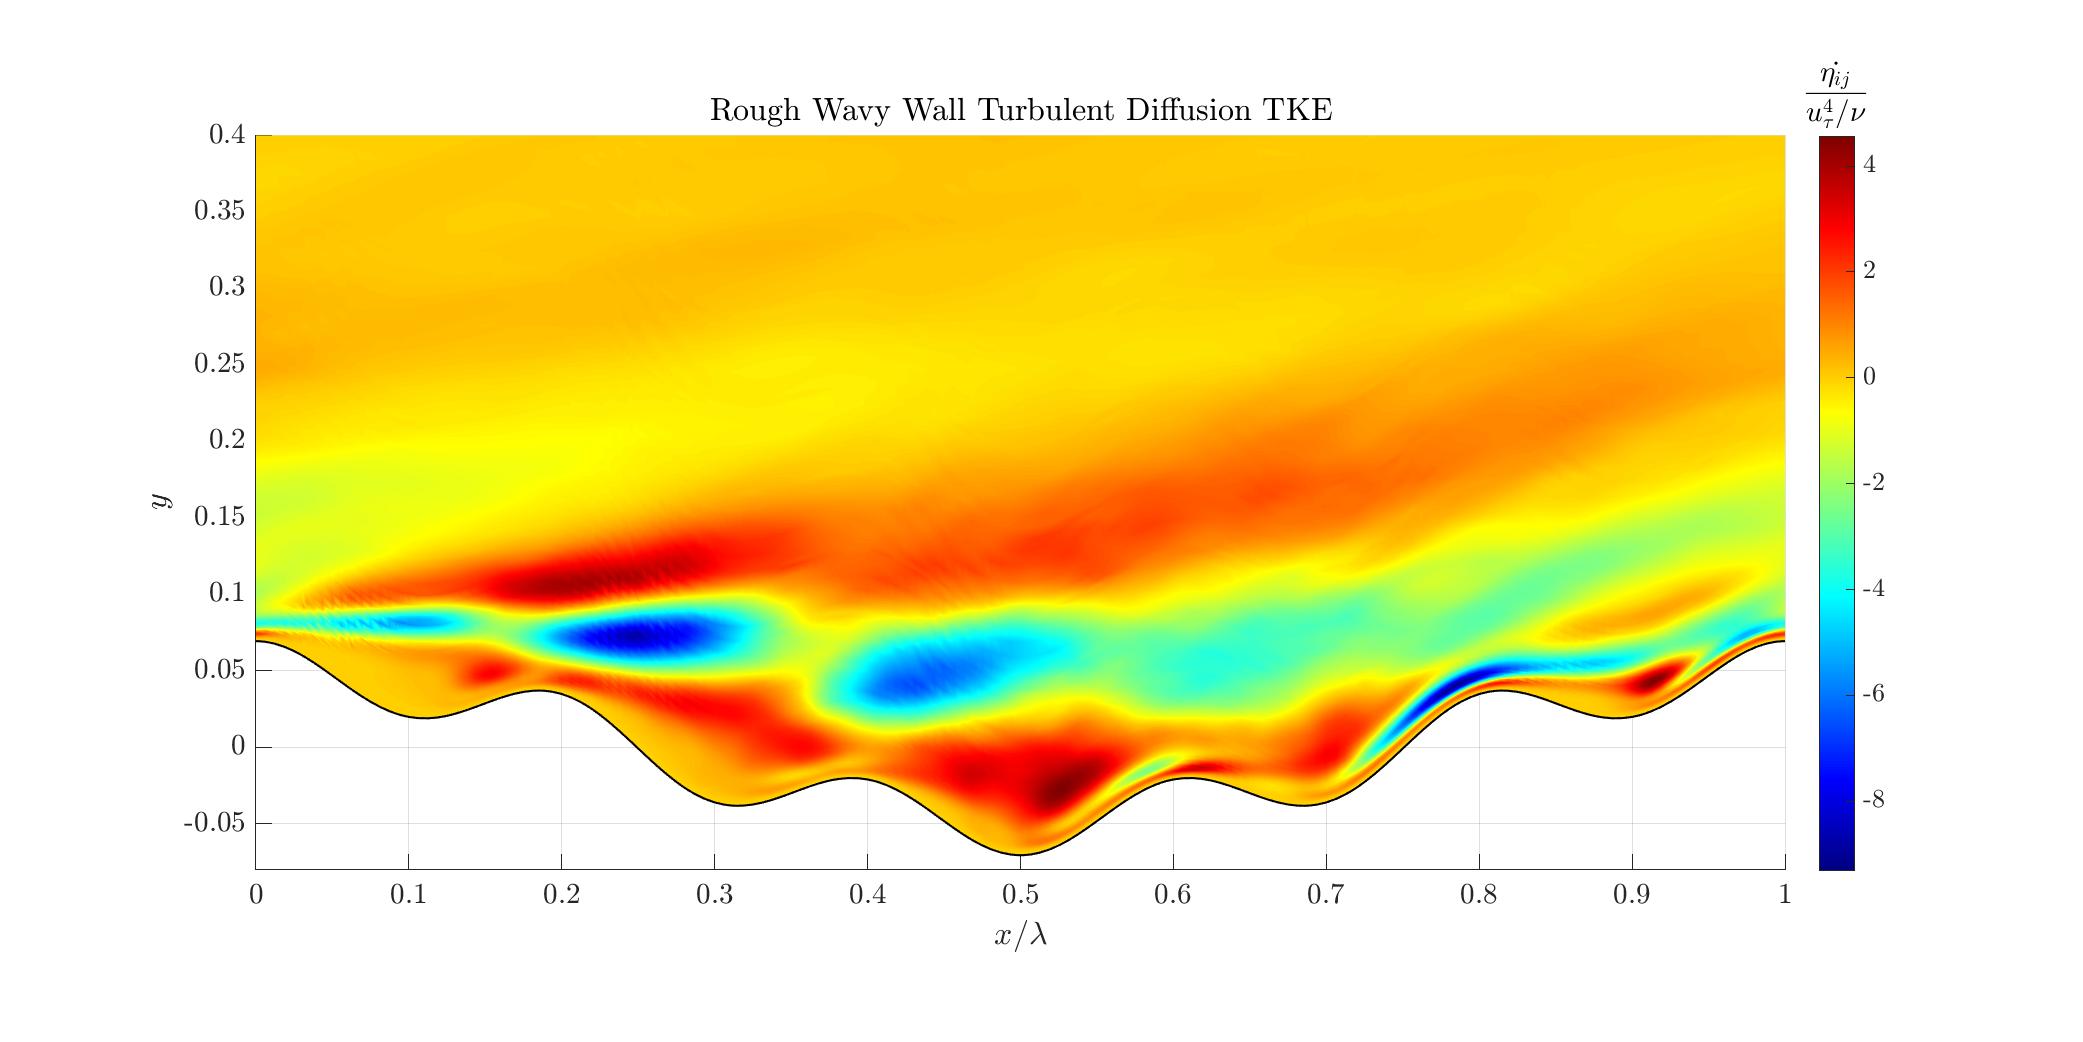 η̇ij
uτ⁴/ν
Rough Wavy Wall Turbulent Diffusion TKE
0.4
0.35
0.3
0.25
0.2
0.15
0.1
0.05
0
-0.05
y
0 0.1 0.2 0.3 0.4 0.5 0.6 0.7 0.8 0.9 1
x/λ
4
2
0
-2
-4
-6
-8